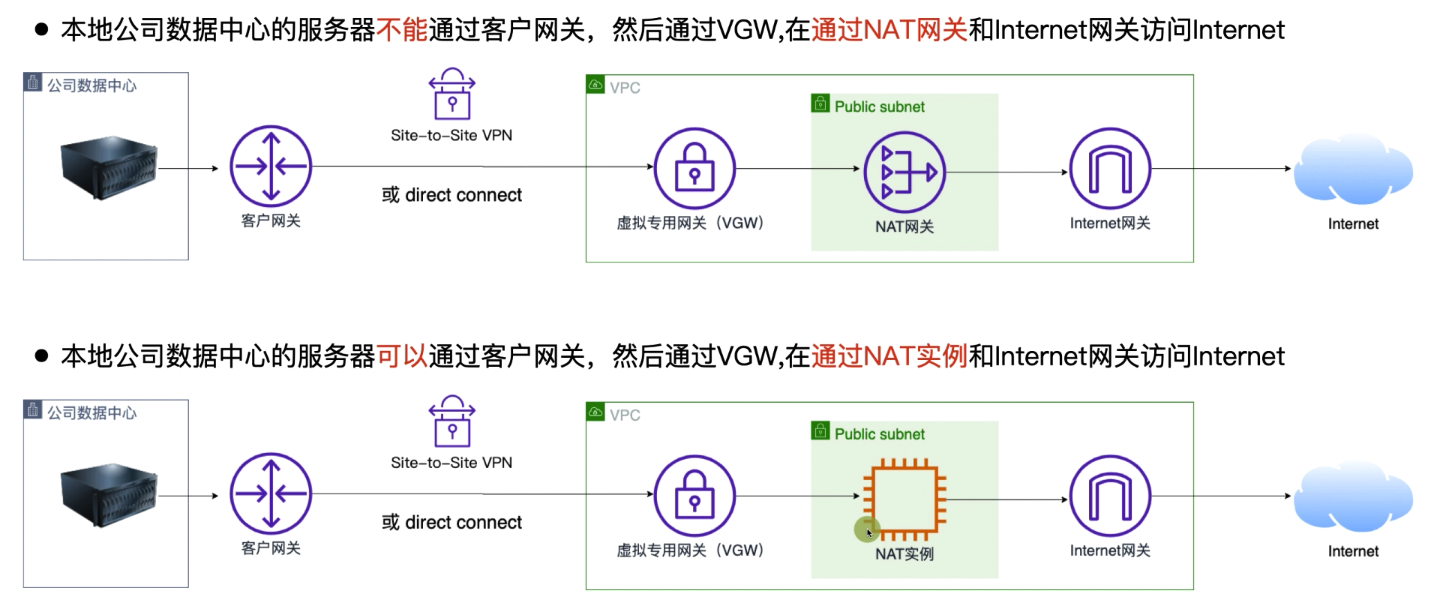 ● 本地公司数据中心的服务器不能通过客户网关，然后通过VGW,在通过NAT网关和Internet网关访问Internet
公司数据中心
VPC
Public subnet
Site-to-Site VPN
或 direct connect
客户网关
虚拟专用网关（VGW）
NAT网关
Internet网关
Internet
● 本地公司数据中心的服务器可以通过客户网关，然后通过VGW,在通过NAT实例和Internet网关访问Internet
公司数据中心
VPC
Public subnet
Site-to-Site VPN
或 direct connect
客户网关
虚拟专用网关（VGW）
NAT实例
Internet网关
Internet